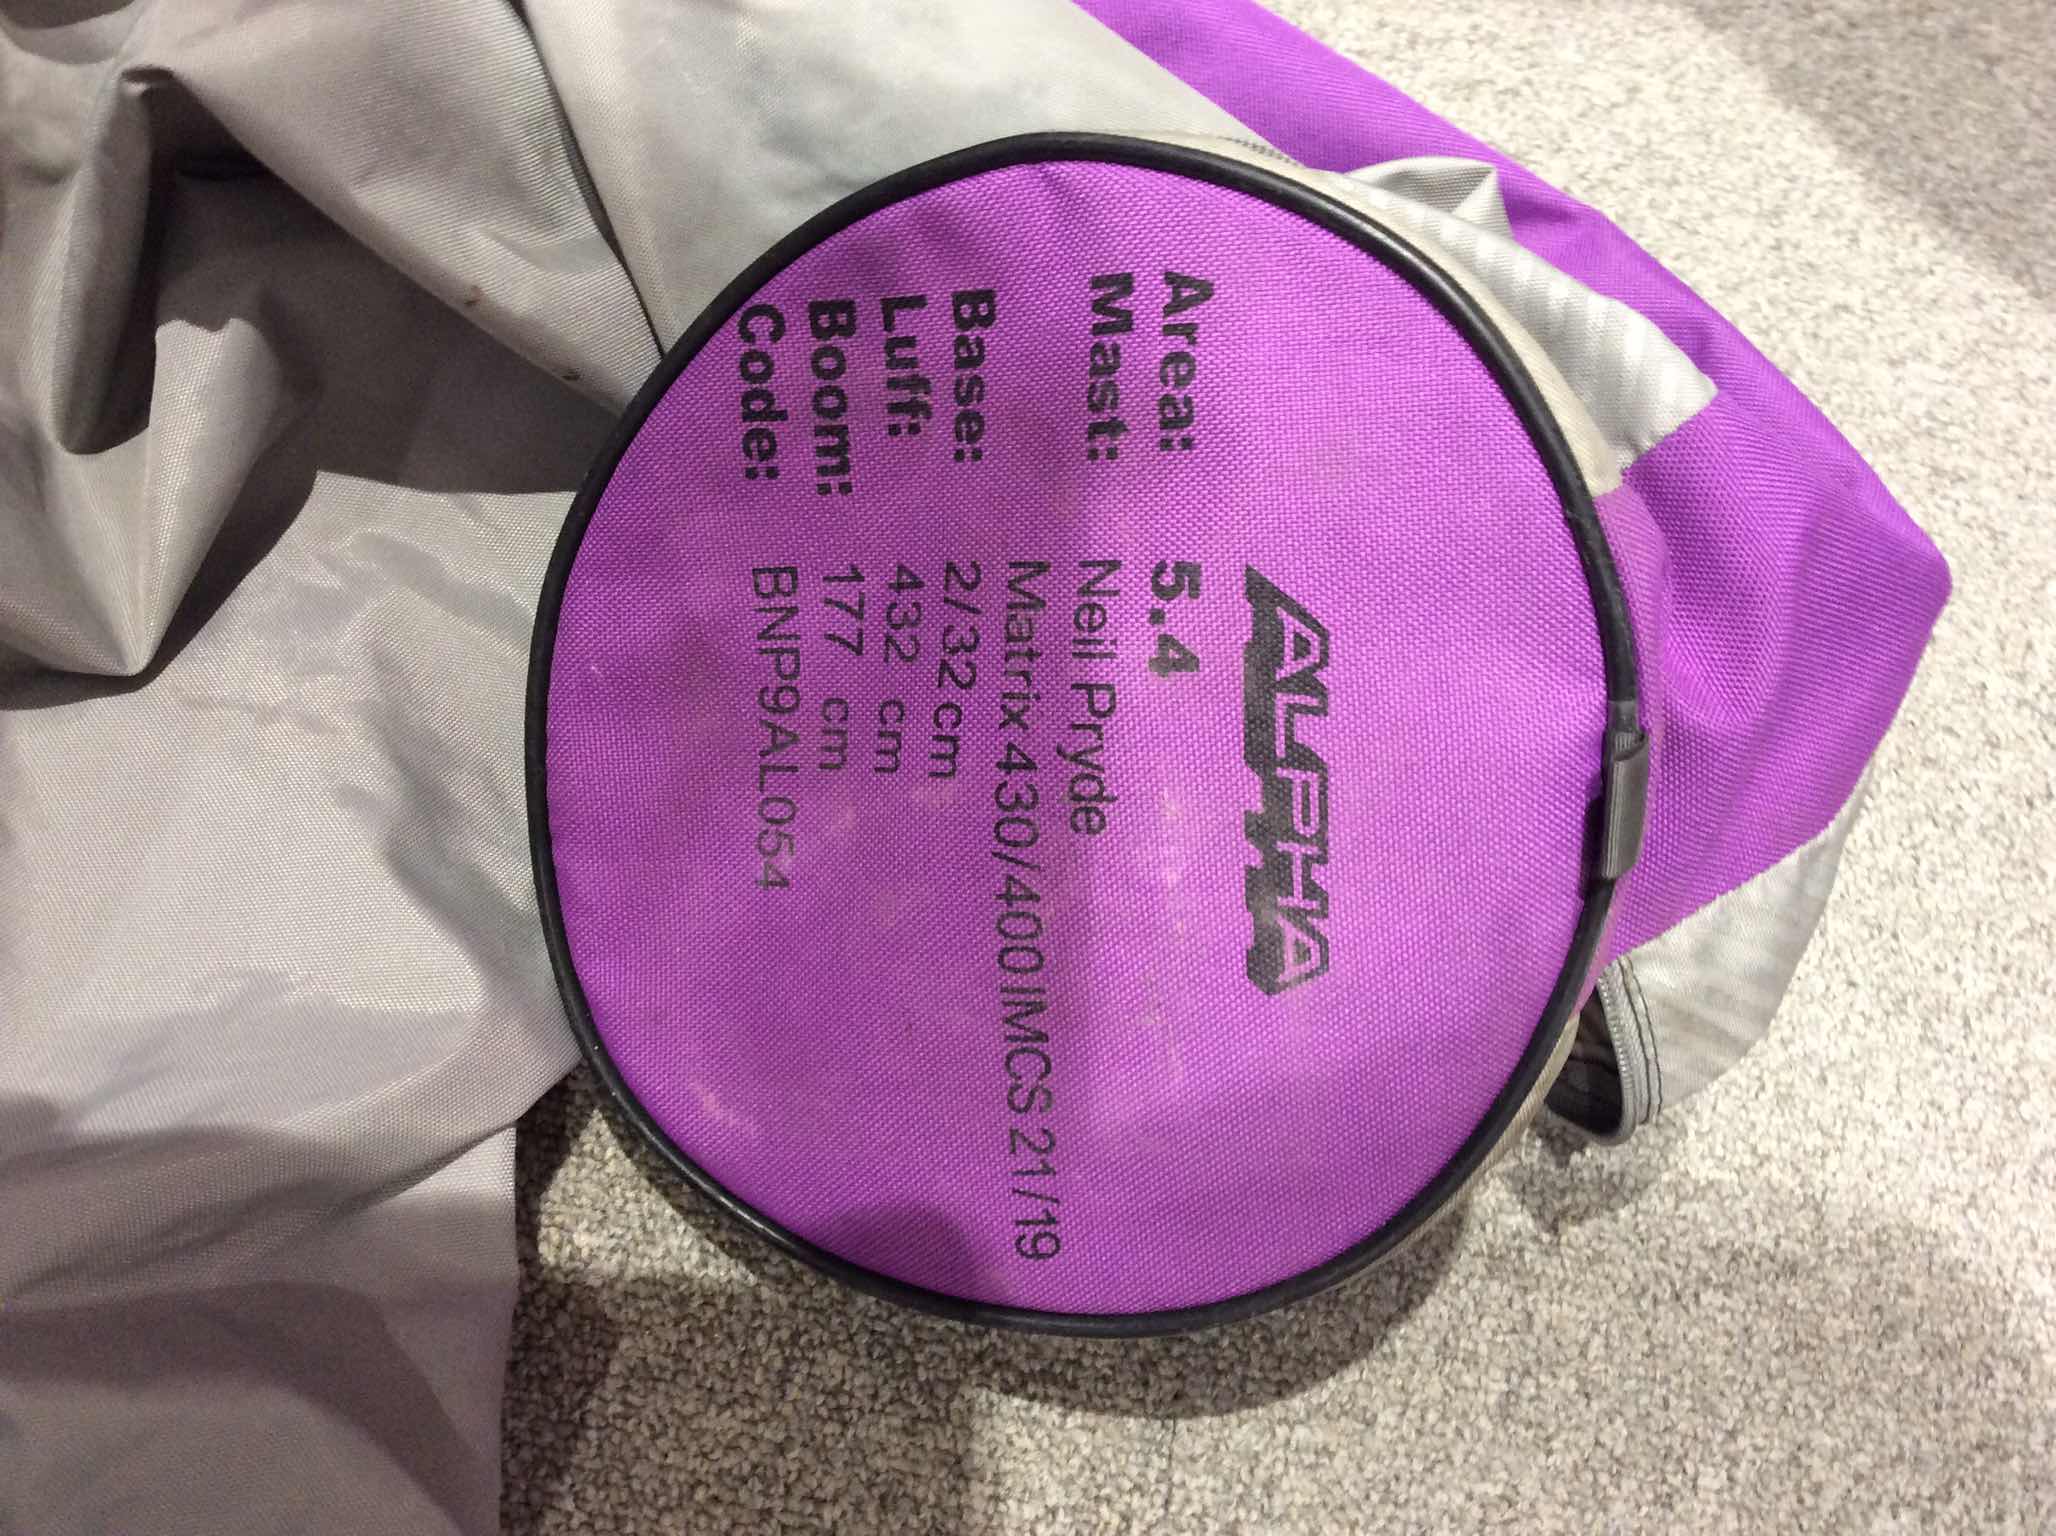 ALPHA
Area: 5.4
Mast: Neil Pryde
Matrix 430/400 IMCS 21/19
Base: 2/32 cm
Luff: 432 cm
Boom: 177 cm
Code: BNP9AL054